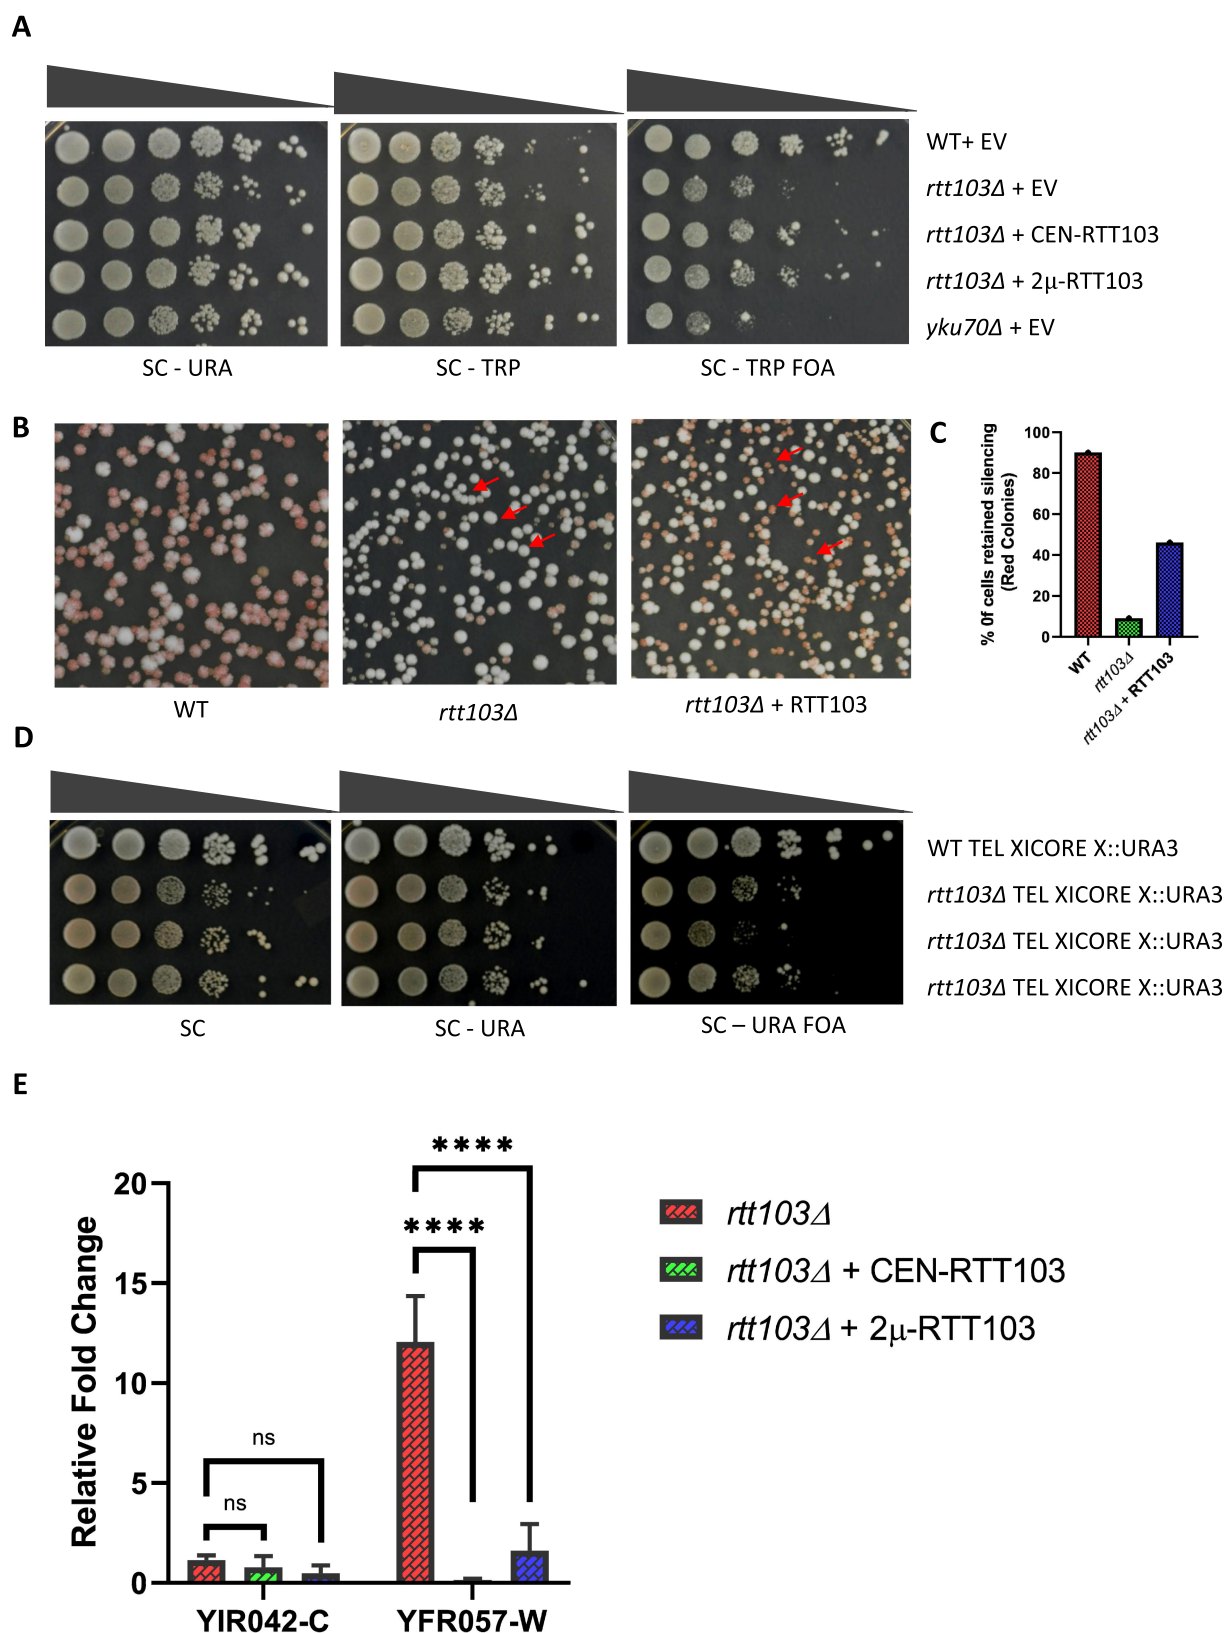 A
WT+ EV
rtt103Δ + EV
rtt103Δ + CEN-RTT103
rtt103Δ + 2µ-RTT103
yku70Δ + EV
SC - URA
SC - TRP
SC - TRP FOA
B
WT
rtt103Δ
rtt103Δ + RTT103
C
% 0f cells retained silencing
(Red Colonies)
100
80
60
40
20
0
WT
rtt103Δ
rtt103Δ + RTT103
D
WT TEL XICORE X::URA3
rtt103Δ TEL XICORE X::URA3
rtt103Δ TEL XICORE X::URA3
rtt103Δ TEL XICORE X::URA3
SC
SC - URA
SC – URA FOA
E
Relative Fold Change
20
15
10
5
0
ns
ns
****
****
YIR042-C
YFR057-W
rtt103Δ
rtt103Δ + CEN-RTT103
rtt103Δ + 2µ-RTT103